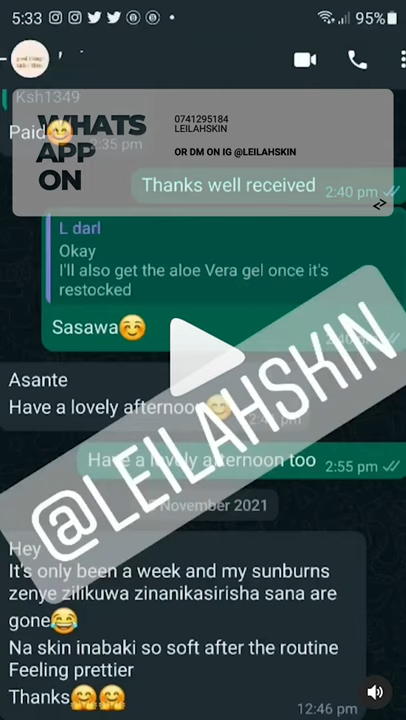 5:33
95%
Ksh1349
Paid😊
2:35 pm
WHATS
APP
ON
0741295184
LEILAHSKIN
OR DM ON IG @LEILAHSKIN
Thanks well received
2:40 pm
L darl
Okay
I'll also get the aloe Vera gel once it's
restocked
Sasawa☺️
Asante
Have a lovely afternoon😊
@LEILAHSKIN
Have a lovely afternoon too
2:55 pm
November 2021
Hey
It's only been a week and my sunburns
zenye zilikuwa zinanikasirisha sana are
gone😂
Na skin inabaki so soft after the routine
Feeling prettier
Thanks🤗🤗
12:46 pm